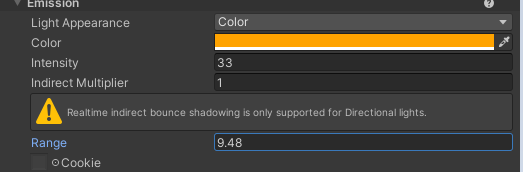 Emission
Light Appearance
Color
Color
Intensity
33
Indirect Multiplier
1
Realtime indirect bounce shadowing is only supported for Directional lights.
Range
9.48
Cookie